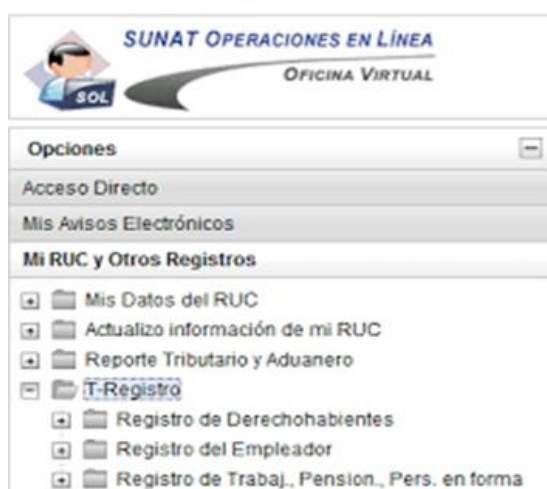 SUNAT OPERACIONES EN LÍNEA
OFICINA VIRTUAL
SOL
Opciones
Acceso Directo
Mis Avisos Electrónicos
Mi RUC y Otros Registros
Mis Datos del RUC
Actualizo información de mi RUC
Reporte Tributario y Aduanero
T-Registro
Registro de Derechohabientes
Registro del Empleador
Registro de Trabaj., Pension., Pers. en forma